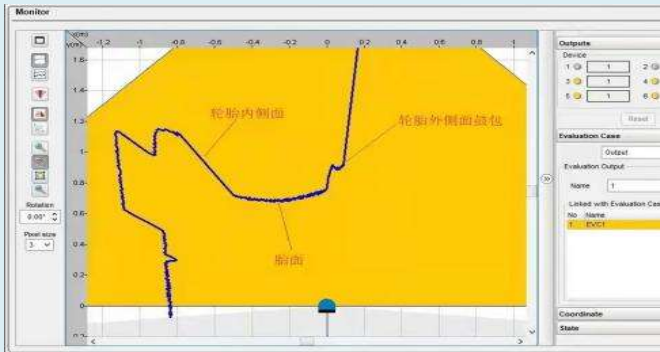 Monitor
y[m]
-1.2 -1 -0.8 -0.6 -0.4 -0.2 0 0.2 0.4 0.6 0.8 1
1.6
1.4
1.2
1
0.8
0.6
0.4
0.2
0
轮胎内侧面
轮胎外侧面鼓包
胎面
Rotation
0.00°
Pixel size
3
Outputs
Device
1 1 2
3 1 4
5 1 6
Reset
Evaluation Case
Output
Evaluation Output
Name 1
Linked with Evaluation Cas
No Name
1 EVC1
Coordinate
State